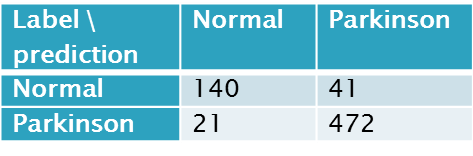 Label \ Normal Parkinson
prediction
Normal 140 41
Parkinson 21 472